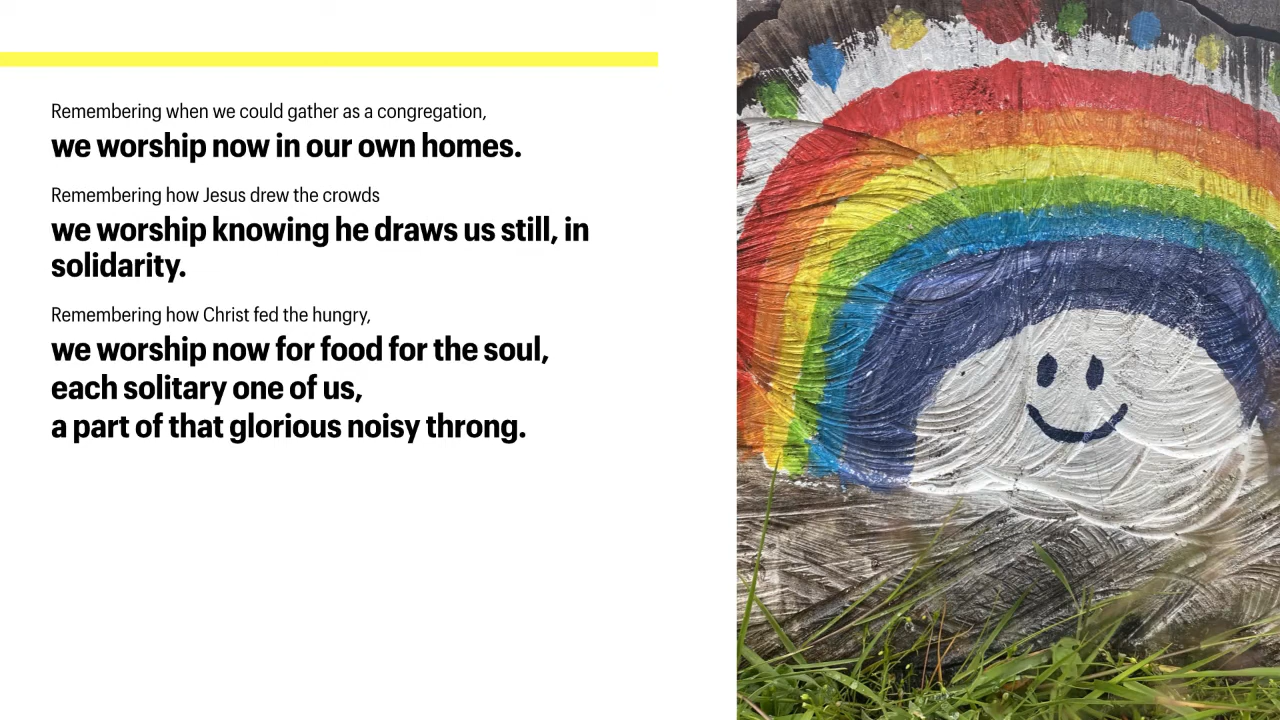 Remembering when we could gather as a congregation,
we worship now in our own homes.
Remembering how Jesus drew the crowds
we worship knowing he draws us still, in
solidarity.
Remembering how Christ fed the hungry,
we worship now for food for the soul,
each solitary one of us,
a part of that glorious noisy throng.